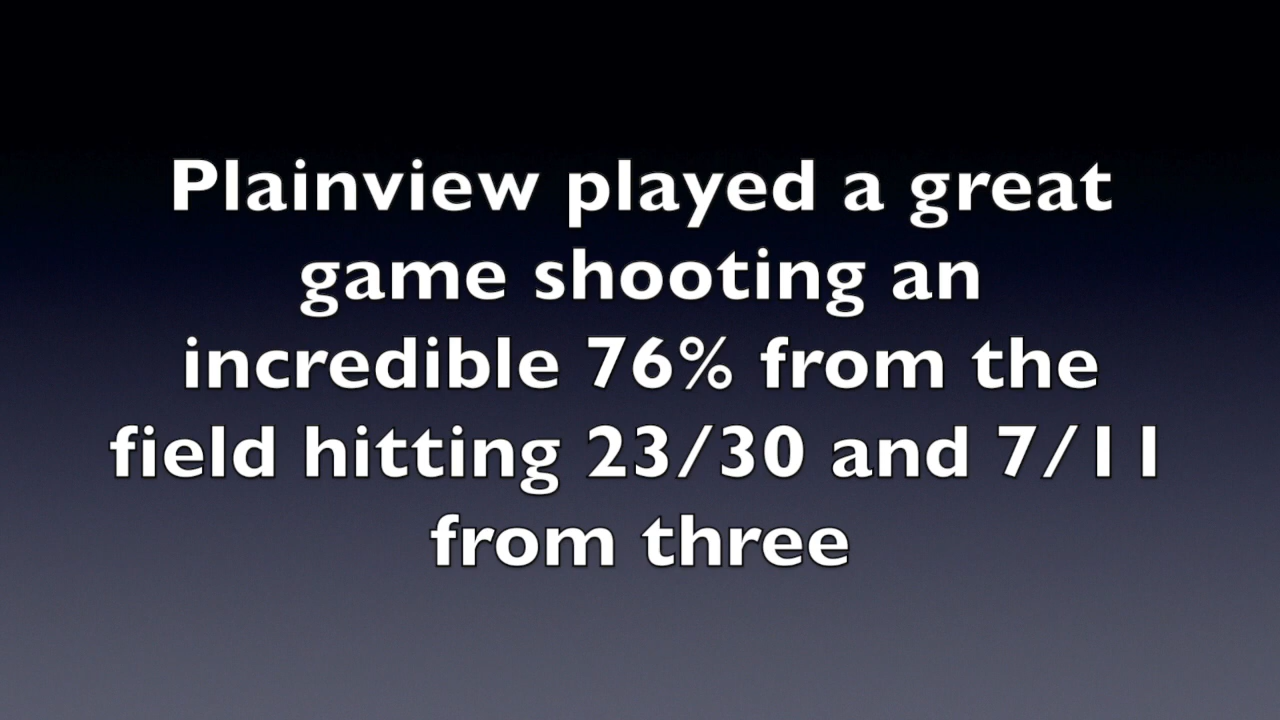 Plainview played a great
game shooting an
incredible 76% from the
field hitting 23/30 and 7/11
from three